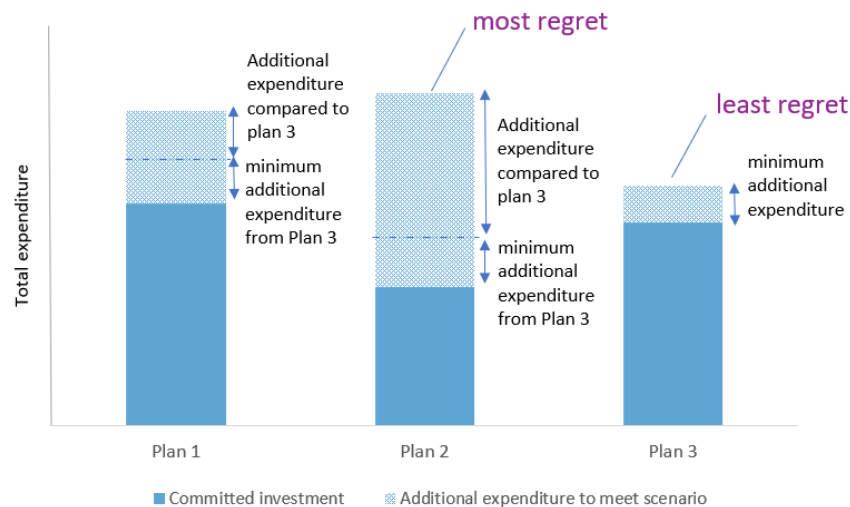 most regret
Additional
expenditure
compared to
plan 3
minimum
additional
expenditure
from Plan 3
Additional
expenditure
compared to
plan 3
minimum
additional
expenditure
from Plan 3
least regret
minimum
additional
expenditure
Total expenditure
Plan 1
Plan 2
Plan 3
Committed investment
Additional expenditure to meet scenario